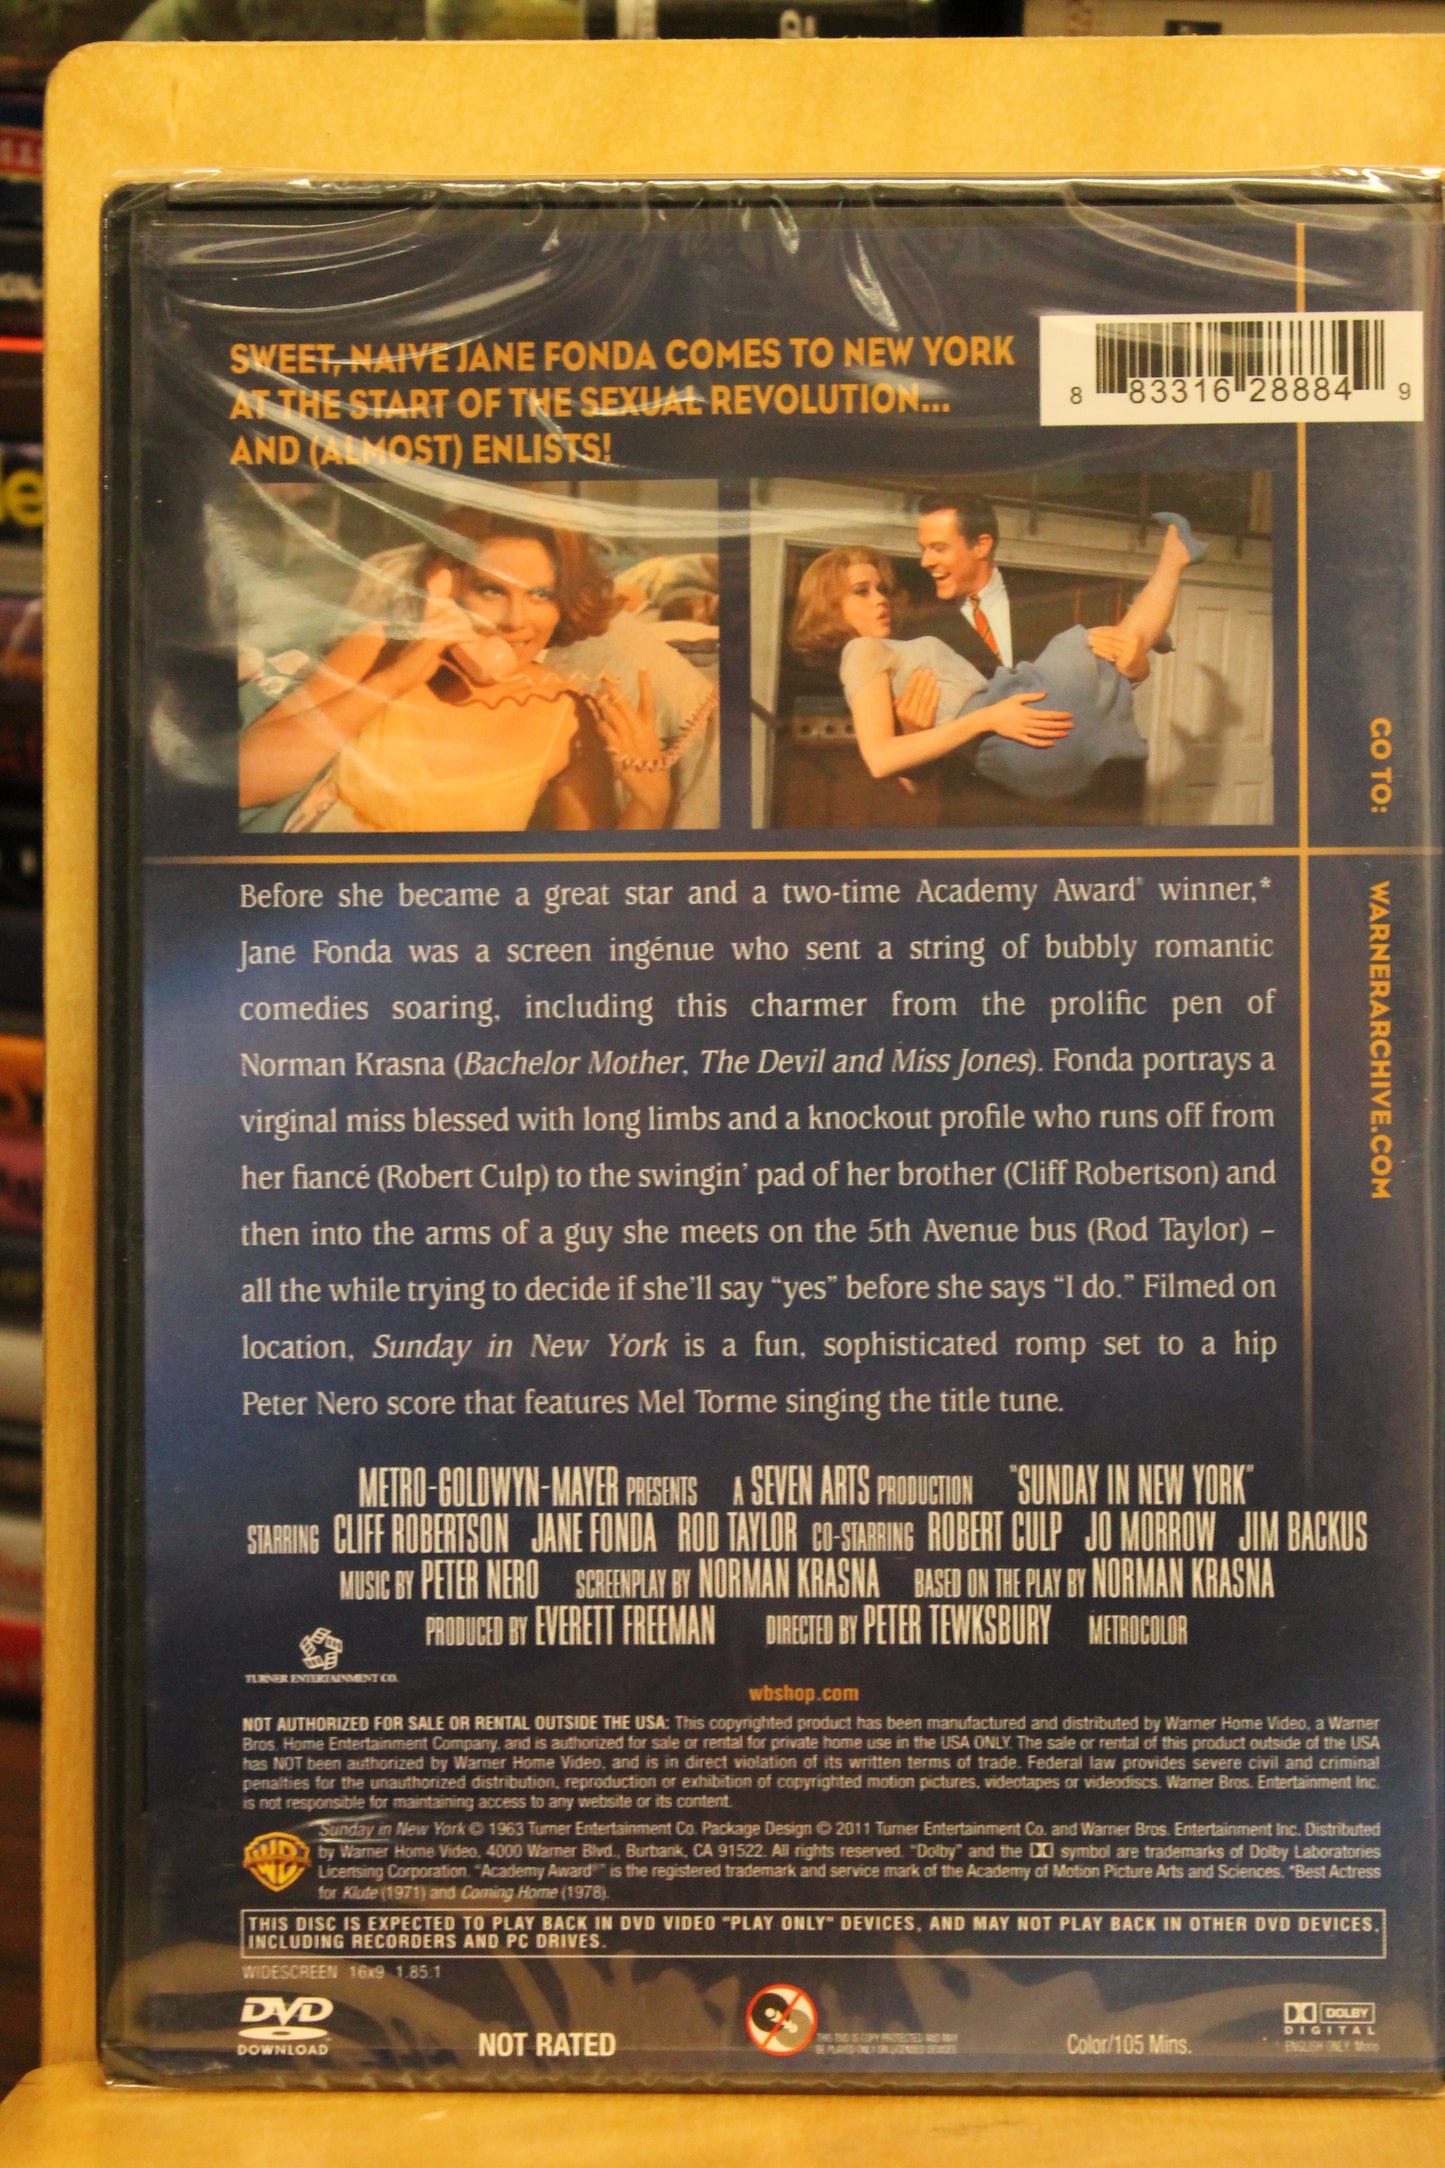 SWEET, NAIVE JANE FONDA COMES TO NEW YORK
AT THE START OF THE SEXUAL REVOLUTION...
AND (ALMOST) ENLISTS!
8 83316 28884 9
GO TO: WARNERARCHIVE.COM
Before she became a great star and a two-time Academy Award® winner,*
Jane Fonda was a screen ingénue who sent a string of bubbly romantic
comedies soaring, including this charmer from the prolific pen of
Norman Krasna (Bachelor Mother, The Devil and Miss Jones). Fonda portrays a
virginal miss blessed with long limbs and a knockout profile who runs off from
her fiancé (Robert Culp) to the swingin’ pad of her brother (Cliff Robertson) and
then into the arms of a guy she meets on the 5th Avenue bus (Rod Taylor) –
all the while trying to decide if she’ll say “yes” before she says “I do.” Filmed on
location, Sunday in New York is a fun, sophisticated romp set to a hip
Peter Nero score that features Mel Torme singing the title tune.
METRO-GOLDWYN-MAYER PRESENTS A SEVEN ARTS PRODUCTION "SUNDAY IN NEW YORK"
STARRING CLIFF ROBERTSON JANE FONDA ROD TAYLOR CO-STARRING ROBERT CULP JO MORROW JIM BACKUS
MUSIC BY PETER NERO SCREENPLAY BY NORMAN KRASNA BASED ON THE PLAY BY NORMAN KRASNA
PRODUCED BY EVERETT FREEMAN DIRECTED BY PETER TEWKSBURY METROCOLOR
TURNER ENTERTAINMENT CO.
wbshop.com
NOT AUTHORIZED FOR SALE OR RENTAL OUTSIDE THE USA: This copyrighted product has been manufactured and distributed by Warner Home Video, a Warner
Bros. Home Entertainment Company, and is authorized for sale or rental for private home use in the USA ONLY. The sale or rental of this product outside of the USA
has NOT been authorized by Warner Home Video, and is in direct violation of its written terms of trade. Federal law provides severe civil and criminal
penalties for the unauthorized distribution, reproduction or exhibition of copyrighted motion pictures, videotapes or videodiscs. Warner Bros. Entertainment Inc.
is not responsible for maintaining access to any website or its content.
Sunday in New York © 1963 Turner Entertainment Co. Package Design © 2011 Turner Entertainment Co. and Warner Bros. Entertainment Inc. Distributed
by Warner Home Video, 4000 Warner Blvd., Burbank, CA 91522. All rights reserved. "Dolby" and the DD symbol are trademarks of Dolby Laboratories
Licensing Corporation. "Academy Award®" is the registered trademark and service mark of the Academy of Motion Picture Arts and Sciences. *Best Actress
for Klute (1971) and Coming Home (1978).
WB
THIS DISC IS EXPECTED TO PLAY BACK IN DVD VIDEO "PLAY ONLY" DEVICES, AND MAY NOT PLAY BACK IN OTHER DVD DEVICES,
INCLUDING RECORDERS AND PC DRIVES.
WIDESCREEN 16x9 1.85:1
DVD
DOWNLOAD
NOT RATED
THIS DVD IS COPY PROTECTED AND MAY
BE PLAYED ONLY ON LICENSED DEVICES
Color/105 Mins.
DOLBY
DIGITAL
ENGLISH ONLY Mono